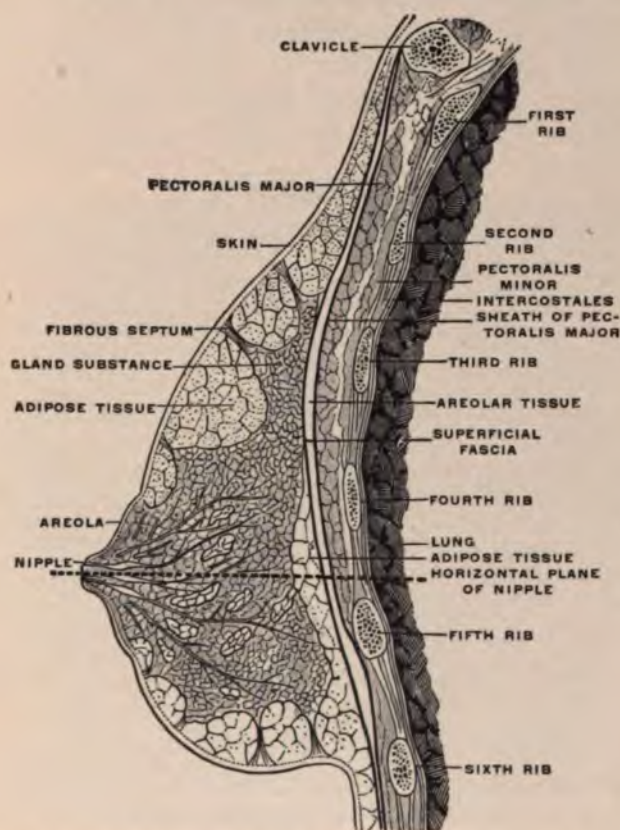 CLAVICLE
FIRST
RIB
PECTORALIS MAJOR
SKIN
SECOND
RIB
PECTORALIS
MINOR
INTERCOSTALES
SHEATH OF PEC-
TORALIS MAJOR
FIBROUS SEPTUM
GLAND SUBSTANCE
THIRD RIB
ADIPOSE TISSUE
AREOLAR TISSUE
SUPERFICIAL
FASCIA
FOURTH RIB
AREOLA
LUNG
NIPPLE
ADIPOSE TISSUE
HORIZONTAL PLANE
OF NIPPLE
FIFTH RIB
SIXTH RIB